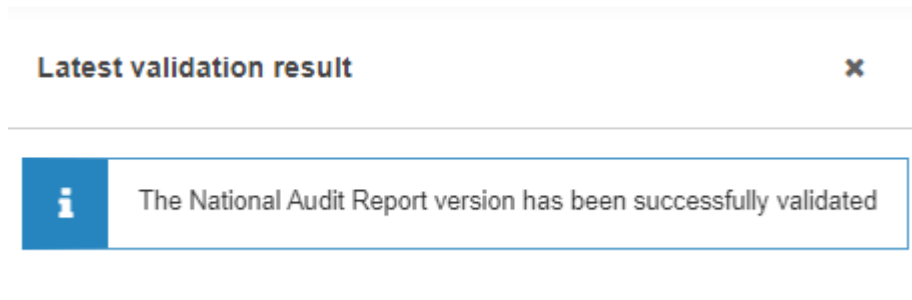 Latest validation result
The National Audit Report version has been successfully validated